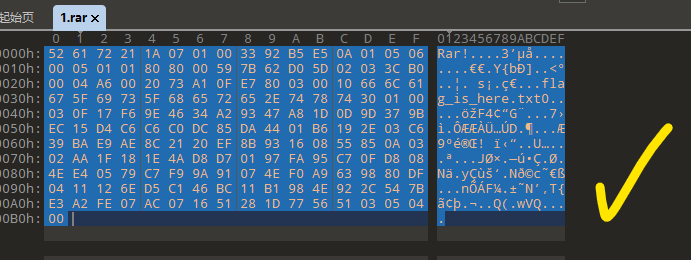 起始页 1.rar ×
0 1 2 3 4 5 6 7 8 9 A B C D E F 0123456789ABCDEF
0000h: 52 61 72 21 1A 07 01 00 33 92 B5 E5 0A 01 05 06 Rar!....3’µå....
0010h: 00 05 01 01 80 80 00 59 7B 62 D0 5D 02 03 3C B0 ....€€.Y{bÐ]..<°
0020h: 00 04 A6 00 20 73 A1 0F E7 80 03 00 10 66 6C 61 ..¦. s¡.ç€...fla
0030h: 67 5F 69 73 5F 68 65 72 65 2E 74 78 74 30 01 00 g_is_here.txt0..
0040h: 03 0F 17 F6 9E 46 34 A2 93 47 A8 1D 0D 9D 37 9B ...öžF4¢“G¨...7›
0050h: EC 15 D4 C6 C6 C0 DC 85 DA 44 01 B6 19 2E 03 C6 ì.ÔÆÆÀÜ…ÚD.¶...Æ
0060h: 39 BA E9 AE 8C 21 20 EF 8B 93 16 08 55 85 0A 03 9ºé®Œ! ï‹“..U…..
0070h: 02 AA 1F 18 1E 4A D8 D7 01 97 FA 95 C7 0F D8 08 .ª...JØ×.—ú•Ç.Ø.
0080h: 4E E4 05 79 C7 F9 9A 91 07 4E F0 A9 63 98 80 DF Nä.yÇùš‘.Nð©c˜€ß
0090h: 04 11 12 6E D5 C1 46 BC 11 B1 98 4E 92 2C 54 7B ...nÕÁF¼.±˜N’,T{
00A0h: E3 A2 FE 07 AC 07 16 51 28 1D 77 56 51 03 05 04 ã¢þ.¬..Q(.wVQ...
00B0h: 00 .